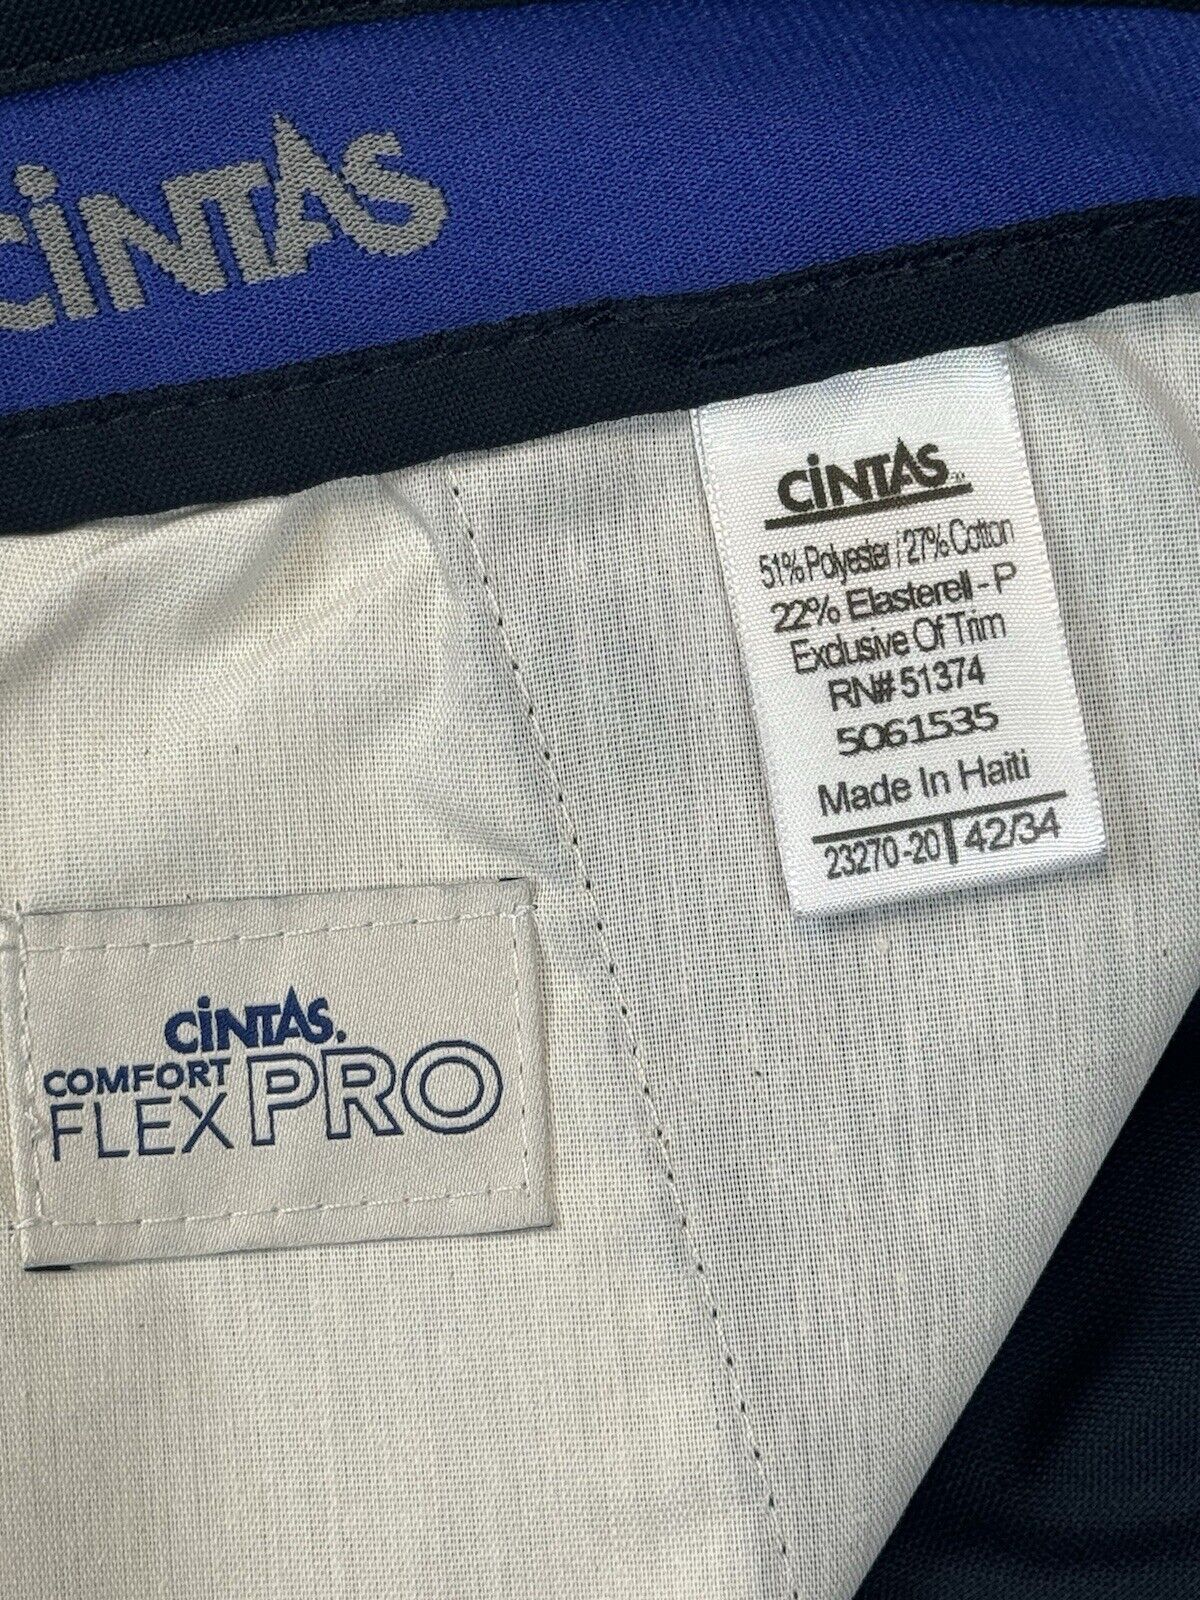 CiNTAS
CiNTAS
51% Polyester / 27% Cotton
22% Elasterell - P
Exclusive Of Trim
RN# 51374
5061535
Made In Haiti
23270-20 42/34
CiNTAS.
COMFORT
FLEX PRO